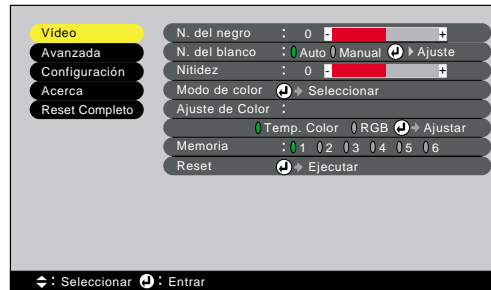 Vídeo
Avanzada
Configuración
Acerca
Reset Completo
N. del negro : 0 - +
N. del blanco : Auto Manual Ajuste
Nitidez : 0 - +
Modo de color Seleccionar
Ajuste de Color :
Temp. Color RGB Ajustar
Memoria : 1 2 3 4 5 6
Reset Ejecutar
: Seleccionar : Entrar